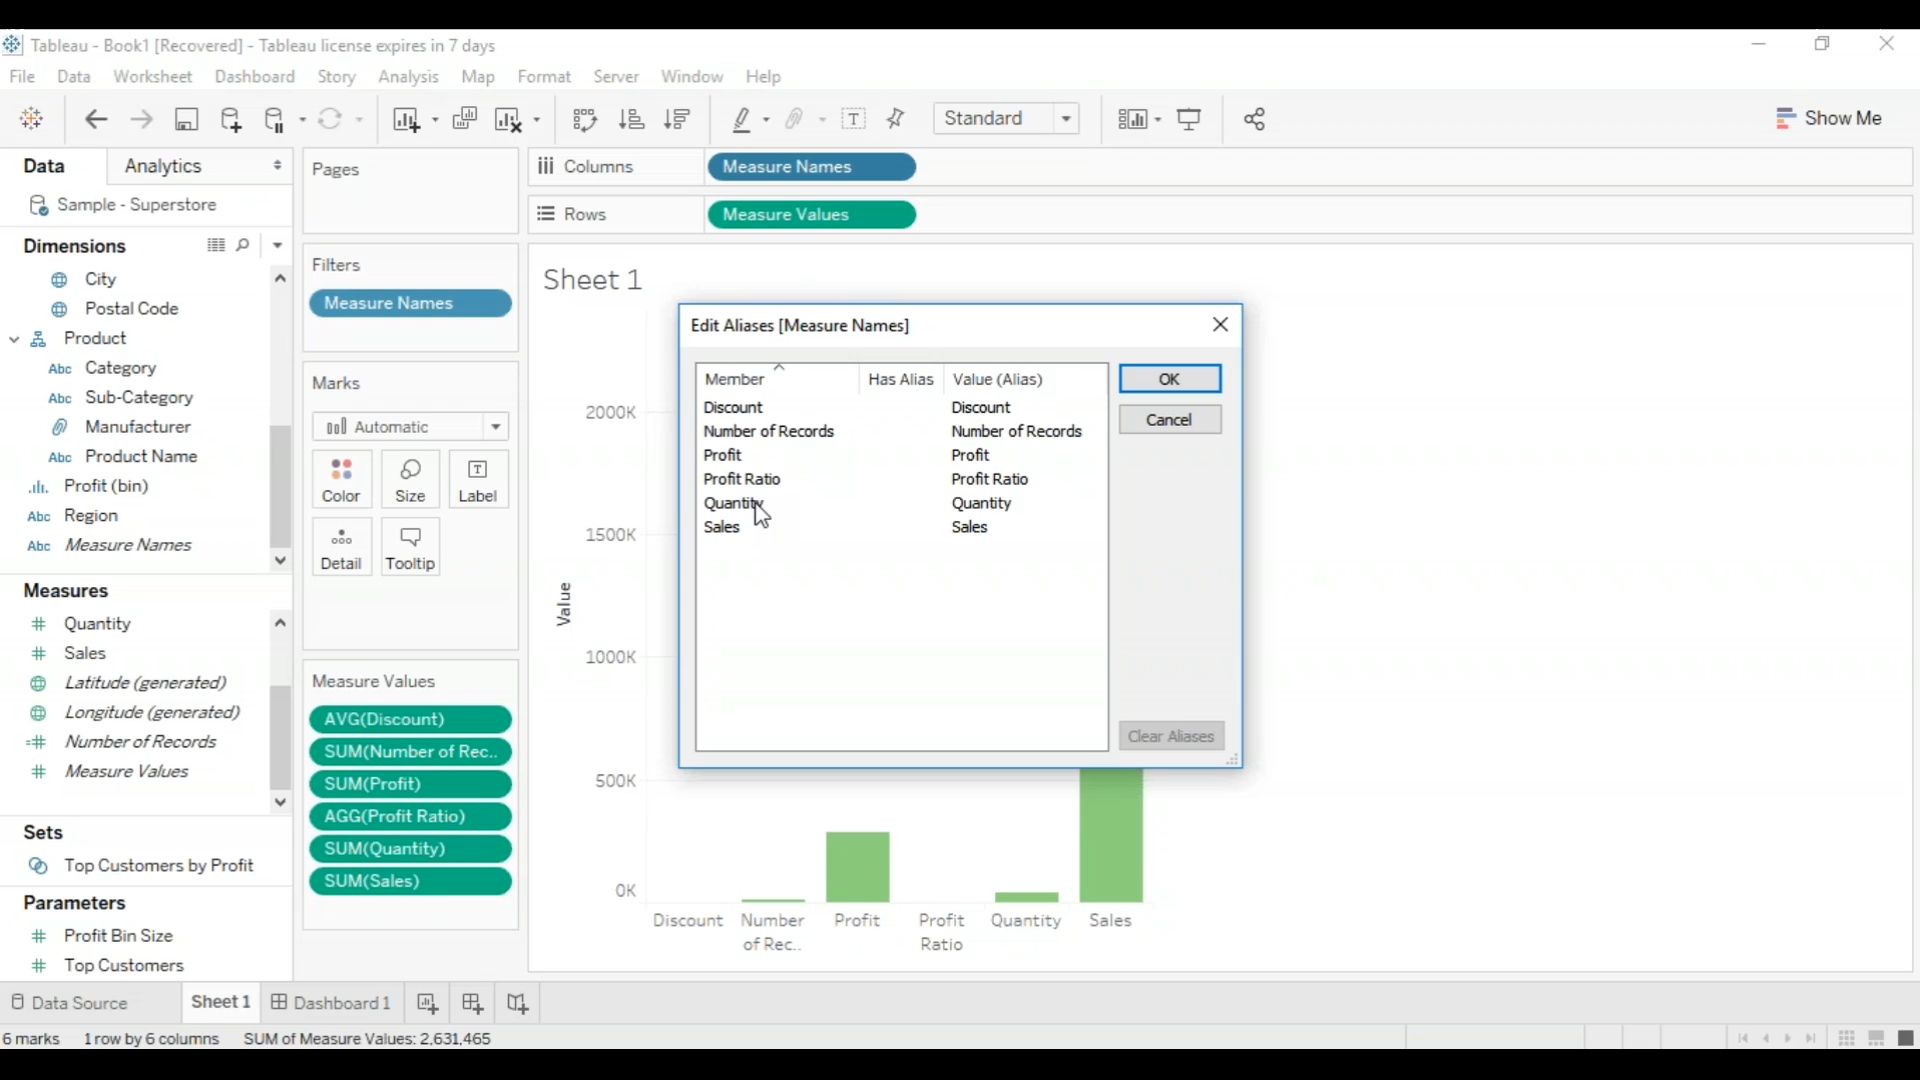 Tableau - Book1 [Recovered] - Tableau license expires in 7 days
File Data Worksheet Dashboard Story Analysis Map Format Server Window Help
Standard
Show Me
Data Analytics
Sample - Superstore
Dimensions
City
Postal Code
Product
Abc Category
Abc Sub-Category
Manufacturer
Abc Product Name
Profit (bin)
Abc Region
Abc Measure Names
Measures
# Quantity
# Sales
Latitude (generated)
Longitude (generated)
=# Number of Records
# Measure Values
Sets
Top Customers by Profit
Parameters
# Profit Bin Size
# Top Customers
Pages
Filters
Measure Names
Marks
Automatic
Color Size Label
Detail Tooltip
Measure Values
AVG(Discount)
SUM(Number of Rec..
SUM(Profit)
AGG(Profit Ratio)
SUM(Quantity)
SUM(Sales)
Columns Measure Names
Rows Measure Values
Sheet 1
Edit Aliases [Measure Names]
Member Has Alias Value (Alias)
Discount Discount
Number of Records Number of Records
Profit Profit
Profit Ratio Profit Ratio
Quantity Quantity
Sales Sales
OK
Cancel
Clear Aliases
Value
2000K
1500K
1000K
500K
0K
Discount Number of Rec.. Profit Profit Ratio Quantity Sales
Data Source Sheet 1 Dashboard 1
6 marks 1 row by 6 columns SUM of Measure Values: 2,631,465